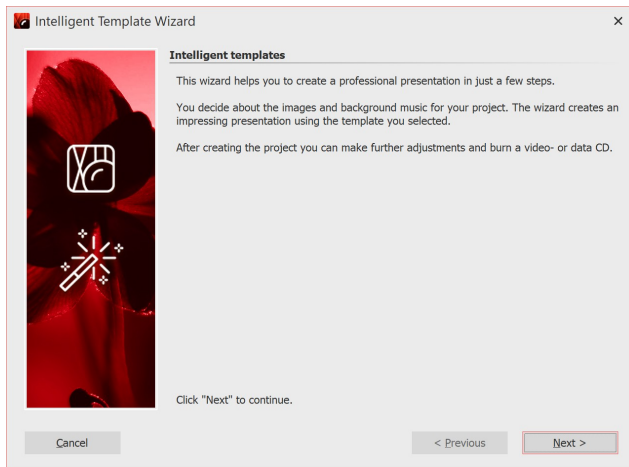 Intelligent Template Wizard
Intelligent templates
This wizard helps you to create a professional presentation in just a few steps.
You decide about the images and background music for your project. The wizard creates an
impressing presentation using the template you selected.
After creating the project you can make further adjustments and burn a video- or data CD.
Click "Next" to continue.
Cancel
< Previous
Next >